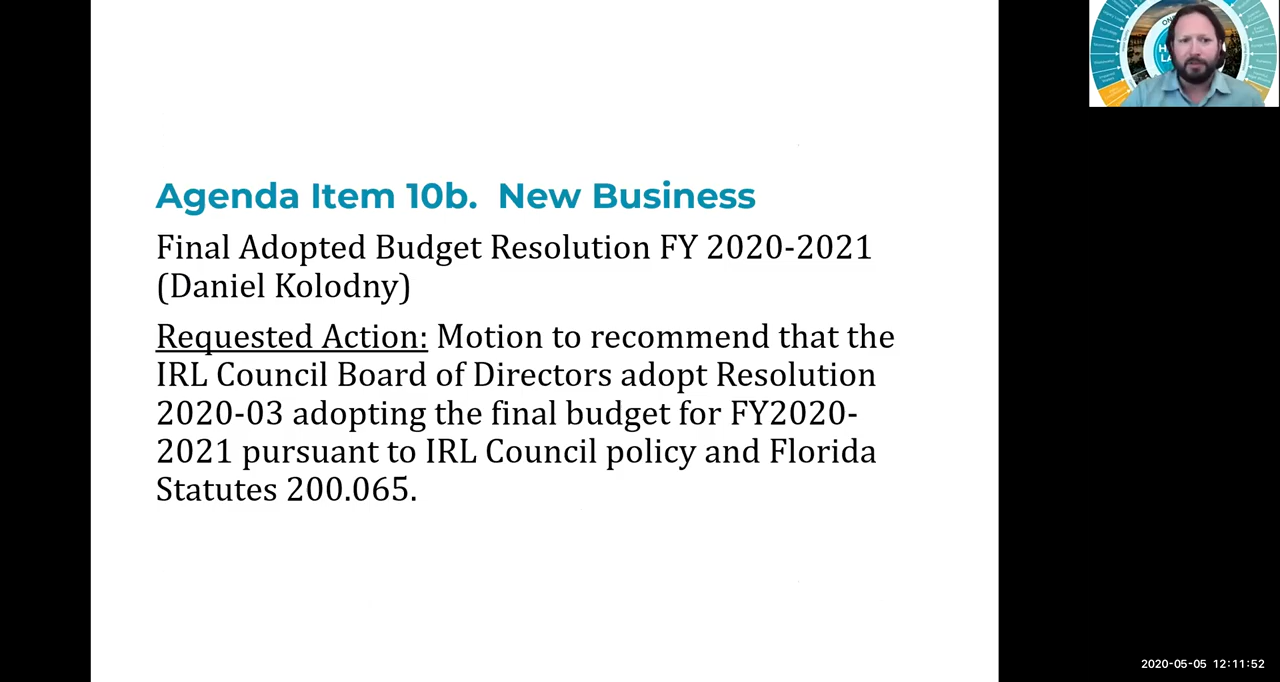 Agenda Item 10b.  New Business
Final Adopted Budget Resolution FY 2020-2021
(Daniel Kolodny)
Requested Action: Motion to recommend that the
IRL Council Board of Directors adopt Resolution
2020-03 adopting the final budget for FY2020-
2021 pursuant to IRL Council policy and Florida
Statutes 200.065.
2020-05-05 12:11:52